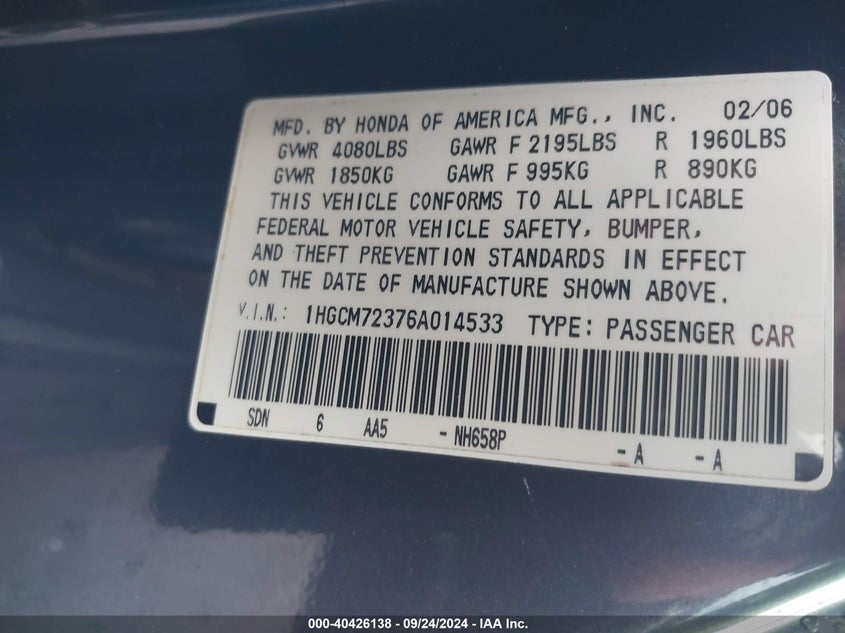 MFD. BY HONDA OF AMERICA MFG., INC. 02/06
GVWR 4080LBS GAWR F 2195LBS R 1960LBS
GVWR 1850KG GAWR F 995KG R 890KG
THIS VEHICLE CONFORMS TO ALL APPLICABLE
FEDERAL MOTOR VEHICLE SAFETY, BUMPER,
AND THEFT PREVENTION STANDARDS IN EFFECT
ON THE DATE OF MANUFACTURE SHOWN ABOVE.
V.I.N.: 1HGCM72376A014533 TYPE: PASSENGER CAR
SDN 6 AA5 -NH658P -A -A
000-40426138 - 09/24/2024 - IAA Inc.